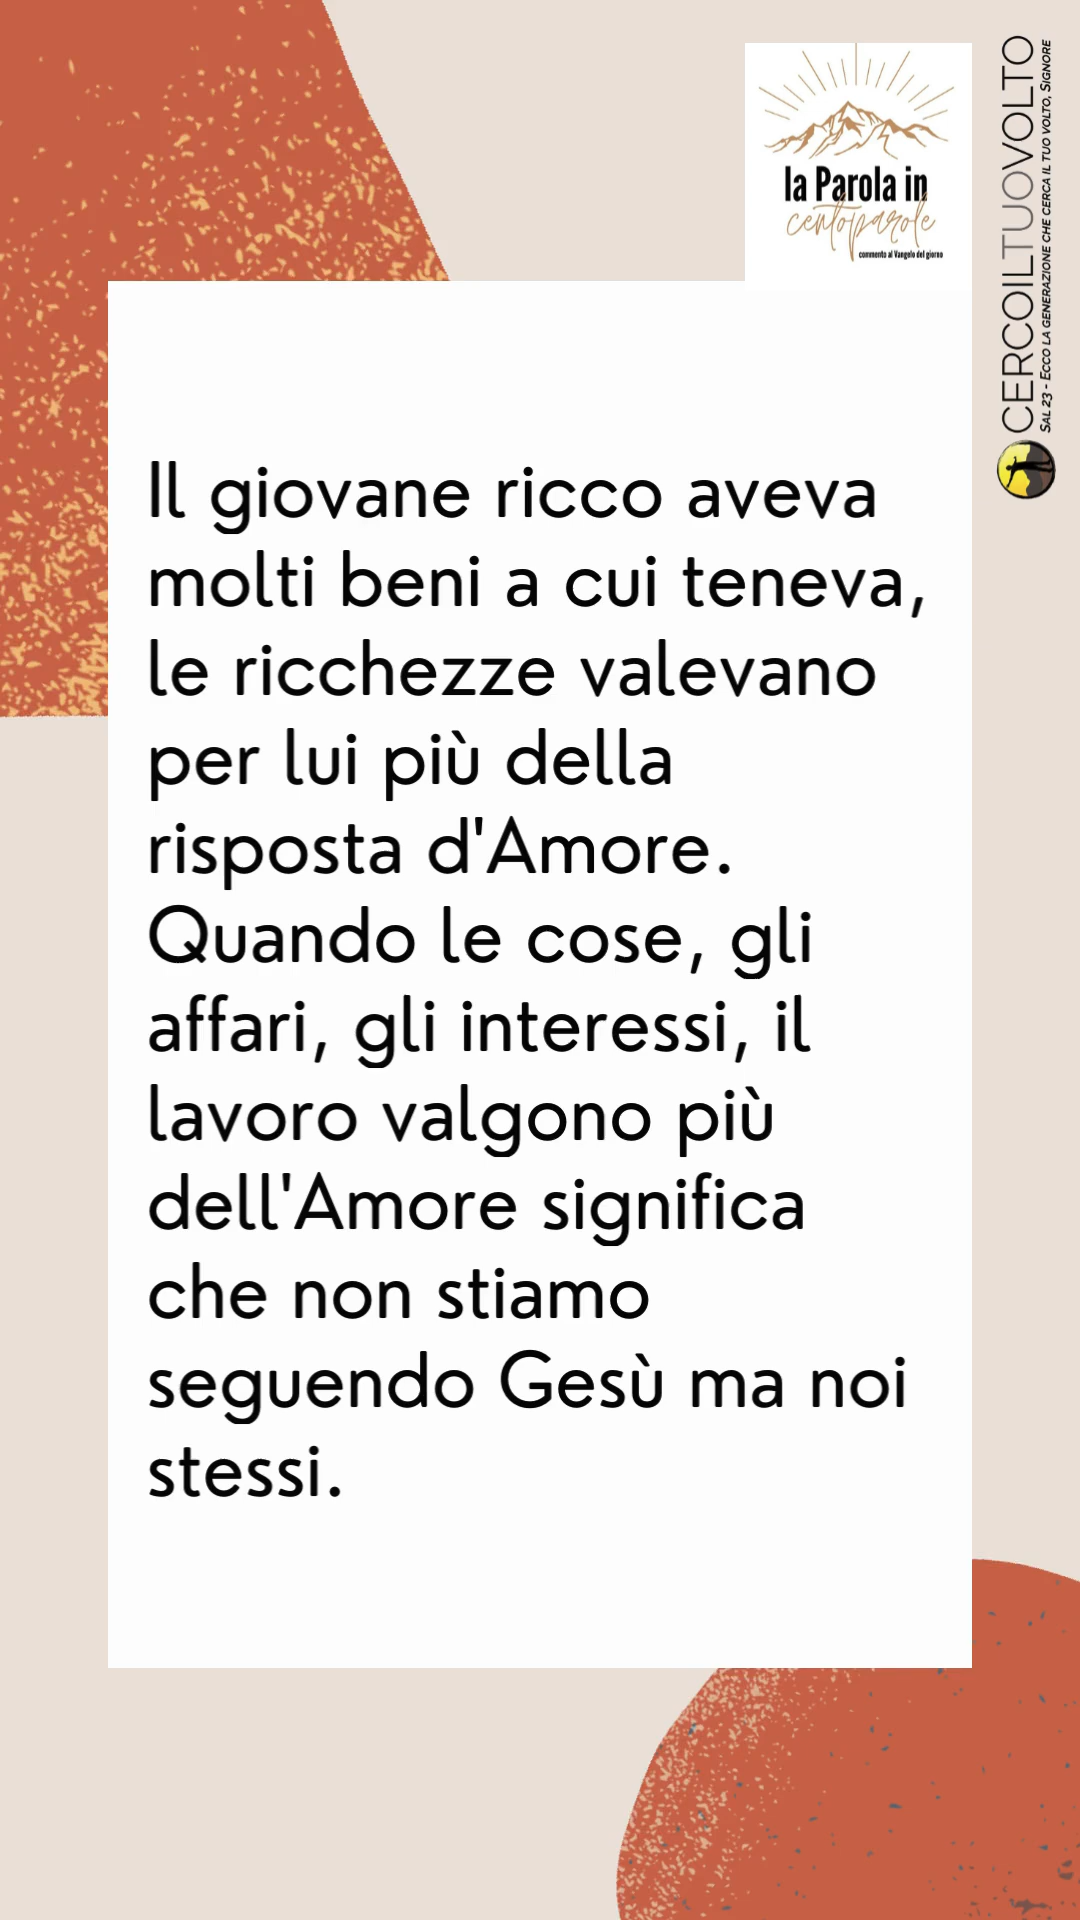 la Parola in
centoparole
commento al Vangelo del giorno
CERCOILTUOVOLTO
Sal 23 - Ecco la generazione che cerca il tuo volto, Signore
Il giovane ricco aveva
molti beni a cui teneva,
le ricchezze valevano
per lui più della
risposta d'Amore.
Quando le cose, gli
affari, gli interessi, il
lavoro valgono più
dell'Amore significa
che non stiamo
seguendo Gesù ma noi
stessi.